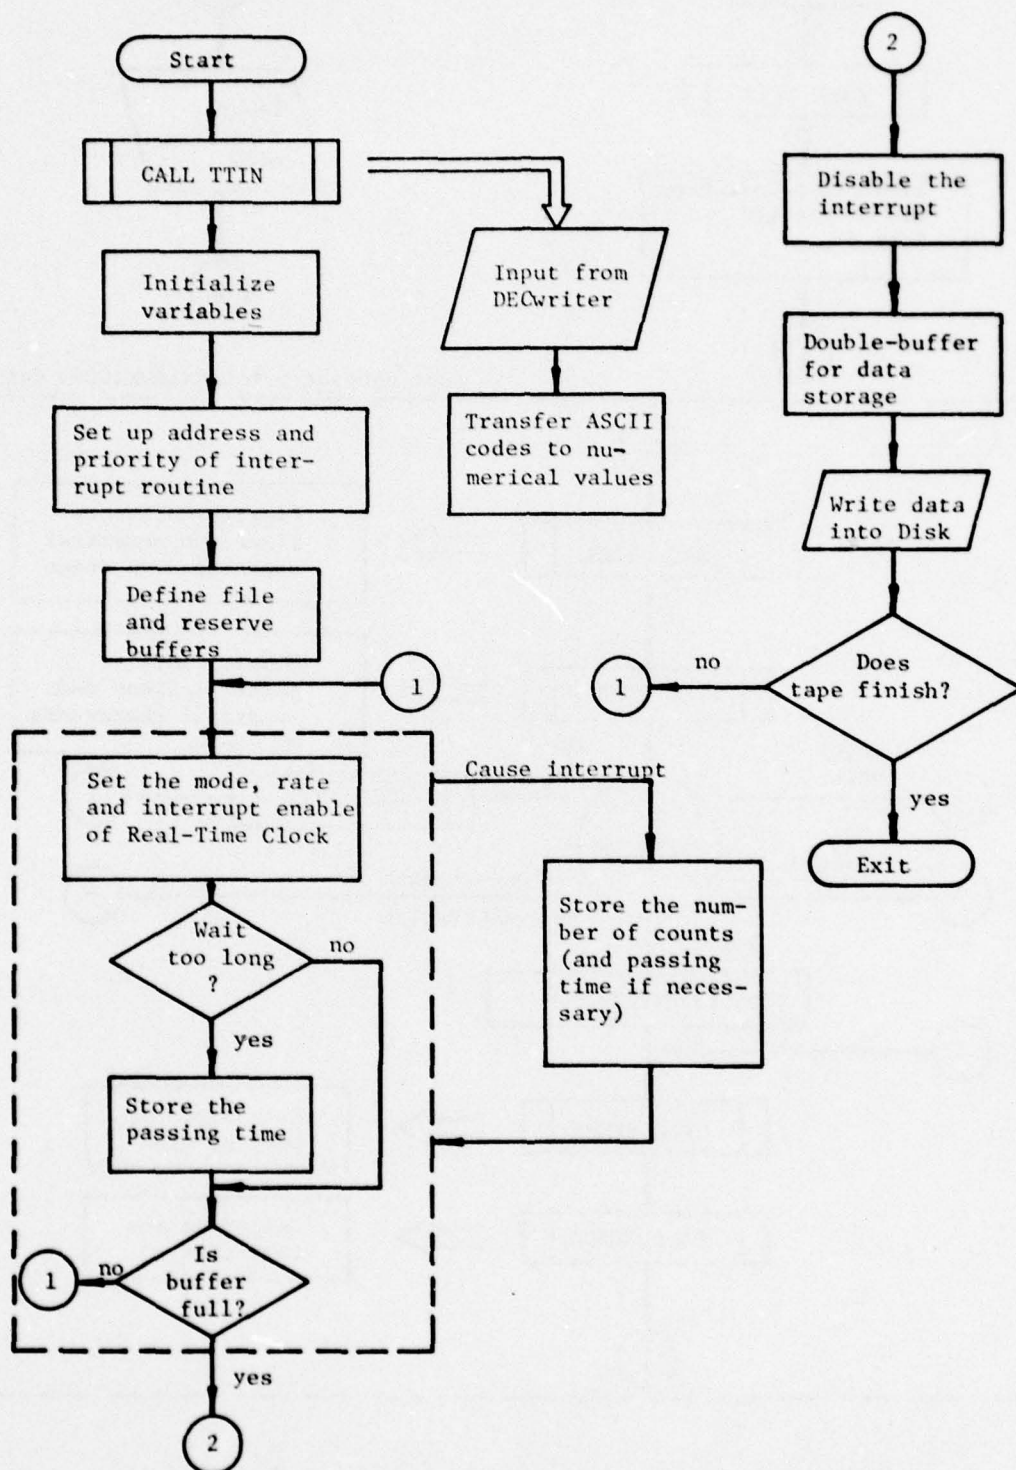 Start
CALL TTIN
Initialize
variables
Set up address and
priority of inter-
rupt routine
Define file
and reserve
buffers
1
Set the mode, rate
and interrupt enable
of Real-Time Clock
Wait
too long
?
no
yes
Store the
passing time
Is
buffer
full?
no
1
yes
2
Input from
DECwriter
Transfer ASCII
codes to nu-
merical values
Cause interrupt
Store the num-
ber of counts
(and passing
time if neces-
sary)
2
Disable the
interrupt
Double-buffer
for data
storage
Write data
into Disk
Does
tape finish?
no
1
yes
Exit